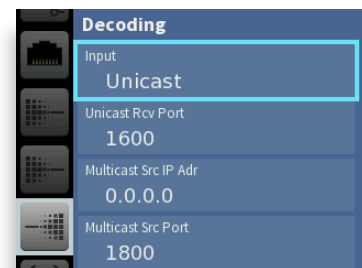 Decoding
Input
Unicast
Unicast Rcv Port
1600
Multicast Src IP Adr
0.0.0.0
Multicast Src Port
1800